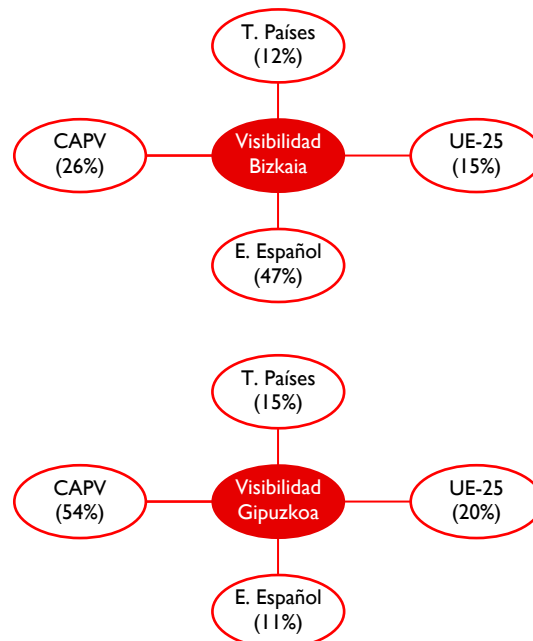 T. Países
(12%)
CAPV
(26%)
Visibilidad
Bizkaia
UE-25
(15%)
E. Español
(47%)
T. Países
(15%)
CAPV
(54%)
Visibilidad
Gipuzkoa
UE-25
(20%)
E. Español
(11%)